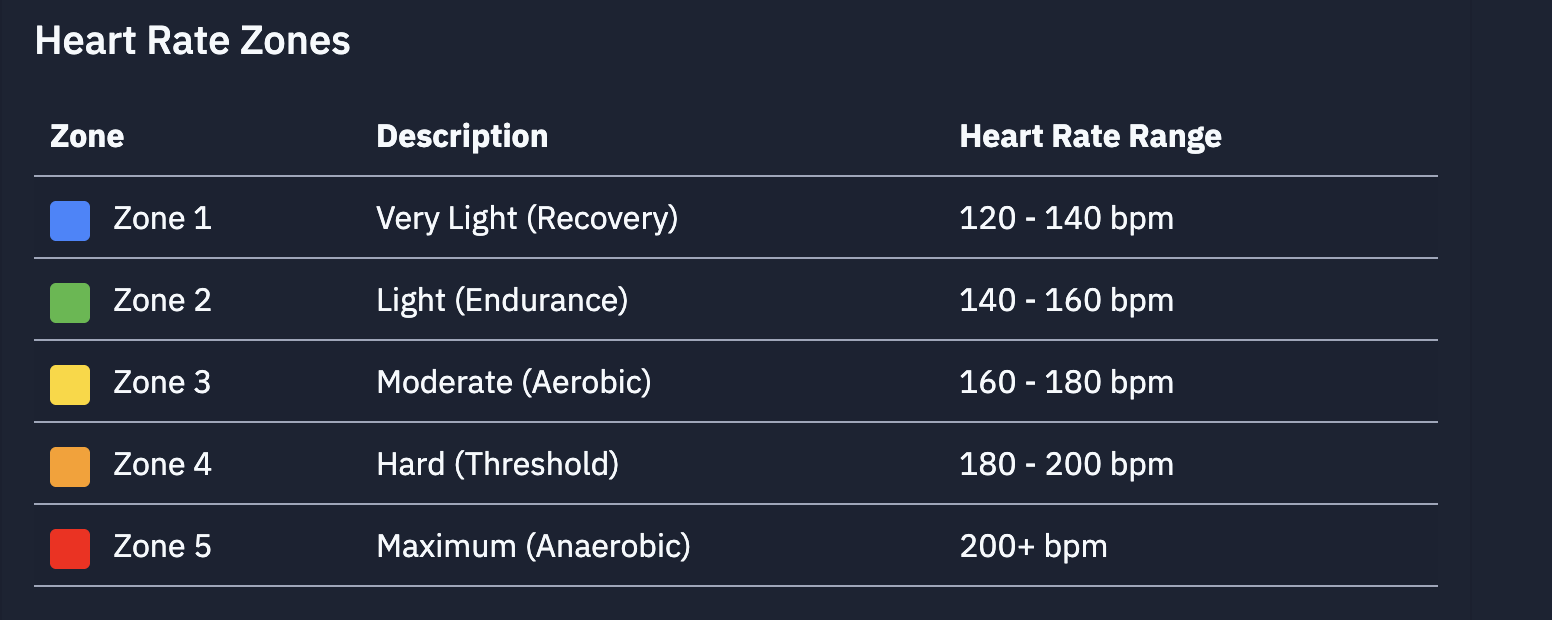 Heart Rate Zones
Zone Description Heart Rate Range
Zone 1 Very Light (Recovery) 120 - 140 bpm
Zone 2 Light (Endurance) 140 - 160 bpm
Zone 3 Moderate (Aerobic) 160 - 180 bpm
Zone 4 Hard (Threshold) 180 - 200 bpm
Zone 5 Maximum (Anaerobic) 200+ bpm